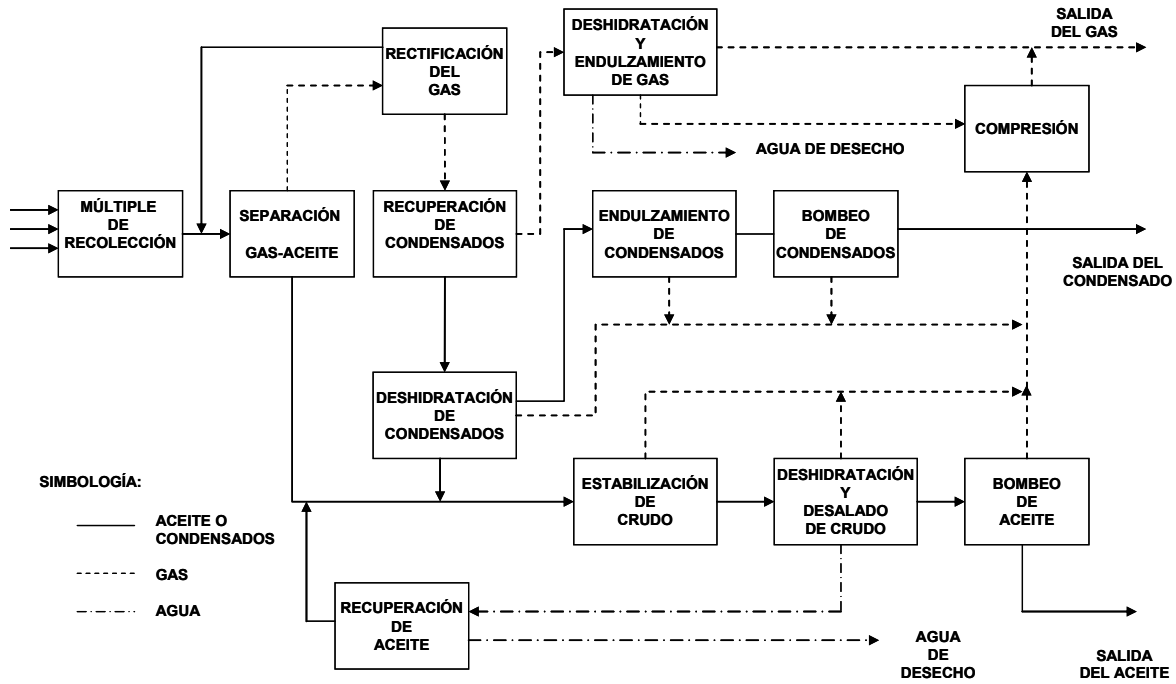 RECTIFICACIÓN
DEL
GAS
DESHIDRATACIÓN
Y
ENDULZAMIENTO
DE GAS
SALIDA
DEL GAS
COMPRESIÓN
AGUA DE DESECHO
MÚLTIPLE
DE
RECOLECCIÓN
SEPARACIÓN
GAS-ACEITE
RECUPERACIÓN
DE
CONDENSADOS
ENDULZAMIENTO
DE
CONDENSADOS
BOMBEO
DE
CONDENSADOS
SALIDA DEL
CONDENSADO
DESHIDRATACIÓN
DE
CONDENSADOS
ESTABILIZACIÓN
DE
CRUDO
DESHIDRATACIÓN
Y
DESALADO
DE CRUDO
BOMBEO
DE
ACEITE
SIMBOLOGÍA:
ACEITE O
CONDENSADOS
GAS
AGUA
RECUPERACIÓN
DE
ACEITE
AGUA
DE
DESECHO
SALIDA
DEL ACEITE